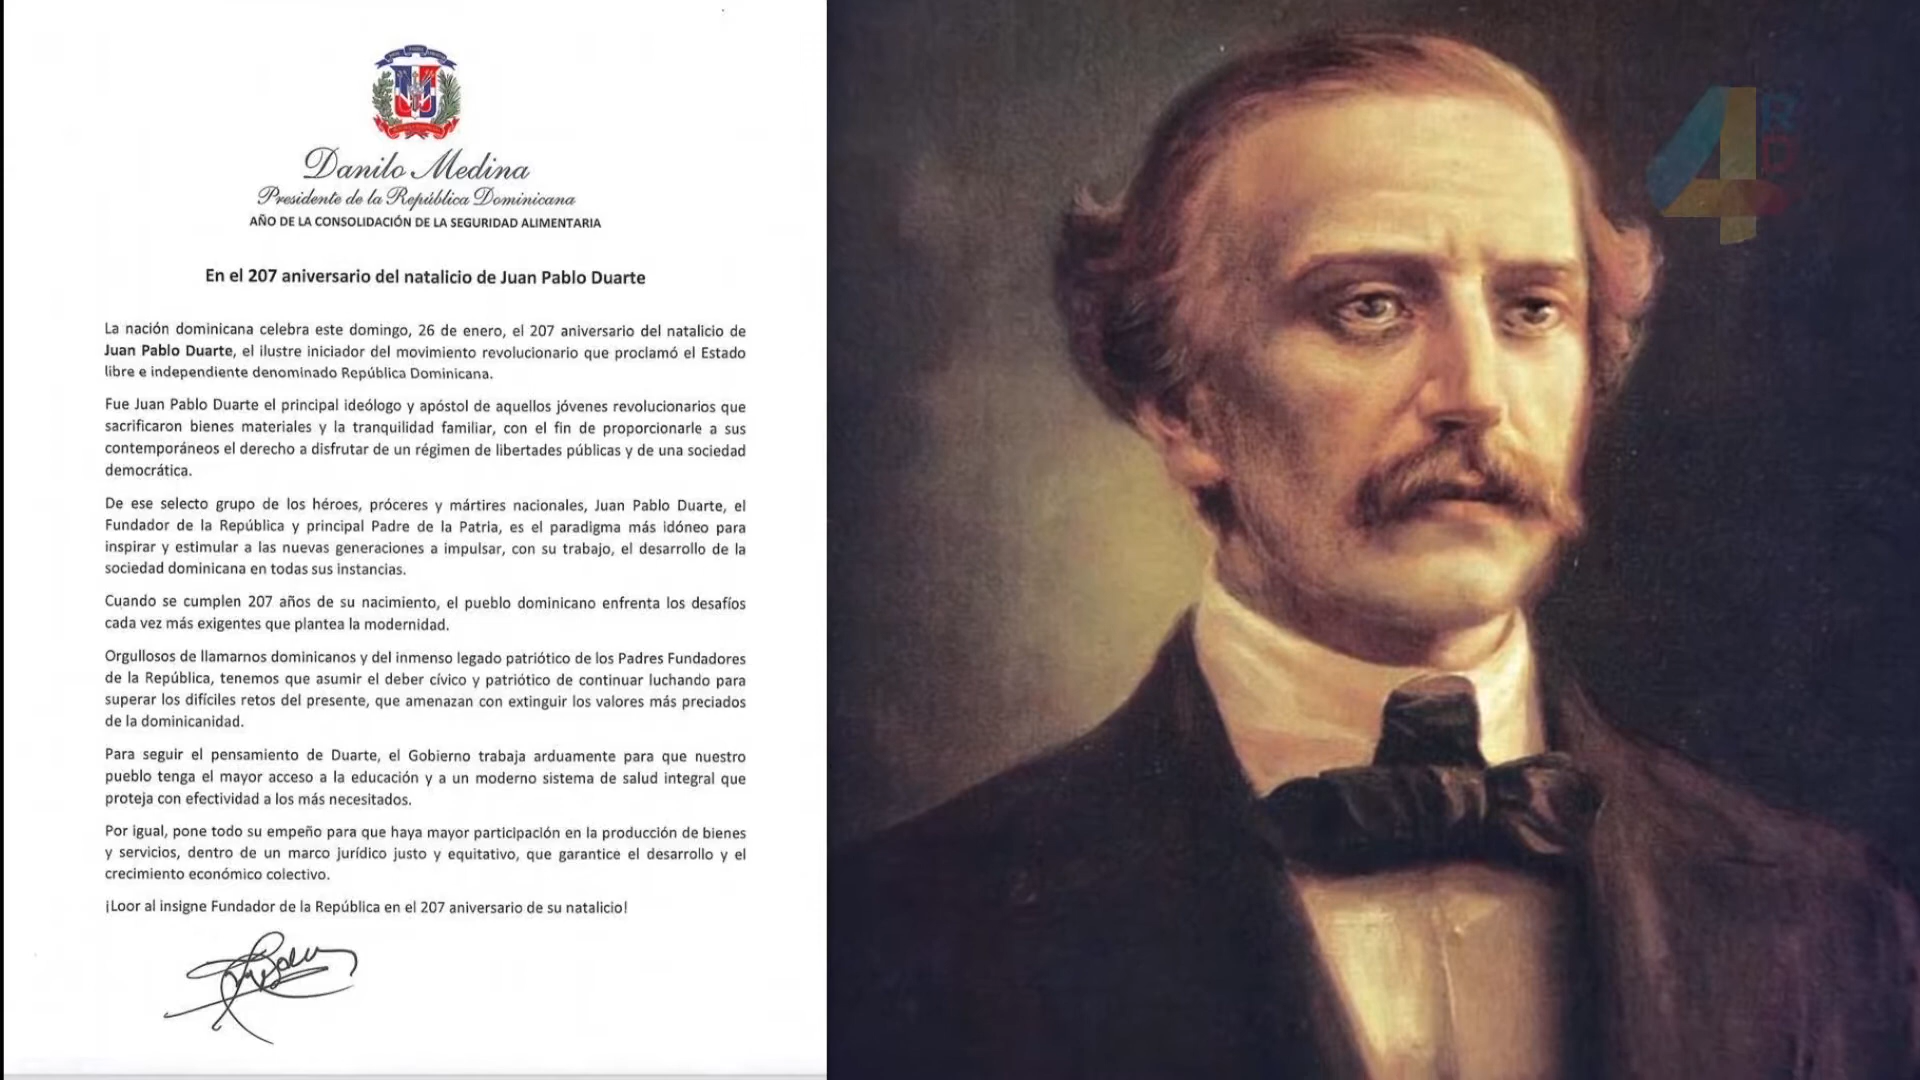 Danilo Medina
Presidente de la República Dominicana
AÑO DE LA CONSOLIDACIÓN DE LA SEGURIDAD ALIMENTARIA
En el 207 aniversario del natalicio de Juan Pablo Duarte
La nación dominicana celebra este domingo, 26 de enero, el 207 aniversario del natalicio de
Juan Pablo Duarte, el ilustre iniciador del movimiento revolucionario que proclamó el Estado
libre e independiente denominado República Dominicana.
Fue Juan Pablo Duarte el principal ideólogo y apóstol de aquellos jóvenes revolucionarios que
sacrificaron bienes materiales y la tranquilidad familiar, con el fin de proporcionarle a sus
contemporáneos el derecho a disfrutar de un régimen de libertades públicas y de una sociedad
democrática.
De ese selecto grupo de los héroes, próceres y mártires nacionales, Juan Pablo Duarte, el
Fundador de la República y principal Padre de la Patria, es el paradigma más idóneo para
inspirar y estimular a las nuevas generaciones a impulsar, con su trabajo, el desarrollo de la
sociedad dominicana en todas sus instancias.
Cuando se cumplen 207 años de su nacimiento, el pueblo dominicano enfrenta los desafíos
cada vez más exigentes que plantea la modernidad.
Orgullosos de llamarnos dominicanos y del inmenso legado patriótico de los Padres Fundadores
de la República, tenemos que asumir el deber cívico y patriótico de continuar luchando para
superar los difíciles retos del presente, que amenazan con extinguir los valores más preciados
de la dominicanidad.
Para seguir el pensamiento de Duarte, el Gobierno trabaja arduamente para que nuestro
pueblo tenga el mayor acceso a la educación y a un moderno sistema de salud integral que
proteja con efectividad a los más necesitados.
Por igual, pone todo su empeño para que haya mayor participación en la producción de bienes
y servicios, dentro de un marco jurídico justo y equitativo, que garantice el desarrollo y el
crecimiento económico colectivo.
¡Loor al insigne Fundador de la República en el 207 aniversario de su natalicio!
4 RD